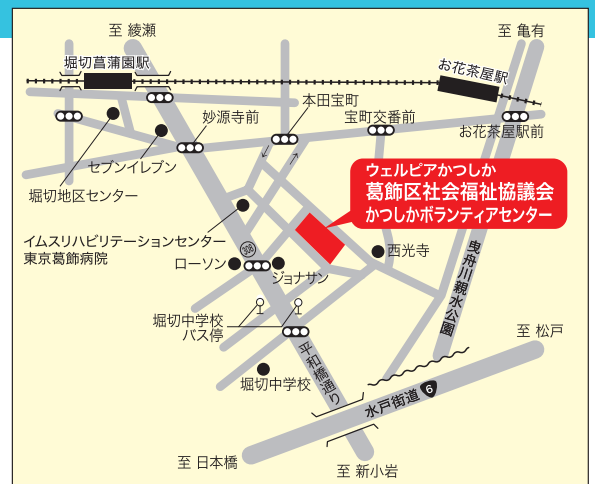 至 綾瀬
至 亀有
堀切菖蒲園駅
お花茶屋駅
本田宝町
妙源寺前
宝町交番前
お花茶屋駅前
セブンイレブン
堀切地区センター
ウェルピアかつしか
葛飾区社会福祉協議会
かつしかボランティアセンター
イムスリハビリテーションセンター
東京葛飾病院
308
西光寺
ローソン
ジョナサン
曳舟川親水公園
堀切中学校
バス停
至 松戸
平和橋通り
堀切中学校
水戸街道
6
至 日本橋
至 新小岩